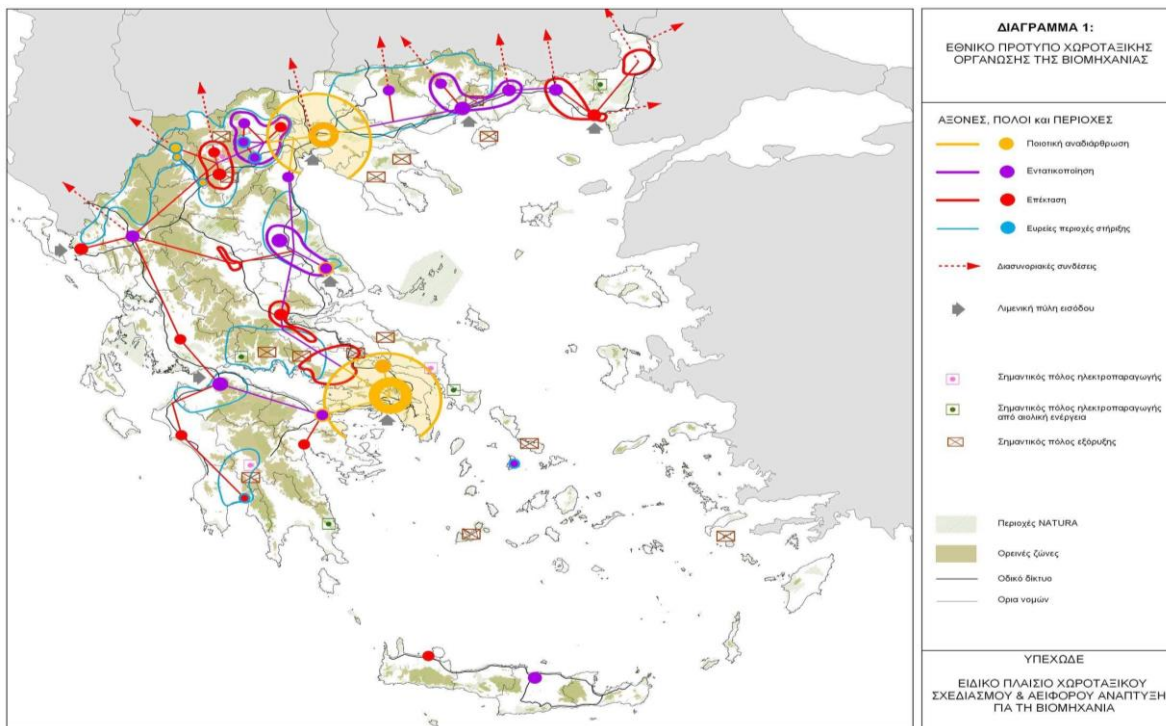 ΔΙΑΓΡΑΜΜΑ 1:
ΕΘΝΙΚΟ ΠΡΟΤΥΠΟ ΧΩΡΟΤΑΞΙΚΗΣ
ΟΡΓΑΝΩΣΗΣ ΤΗΣ ΒΙΟΜΗΧΑΝΙΑΣ
ΑΞΟΝΕΣ, ΠΟΛΟΙ και ΠΕΡΙΟΧΕΣ
Ποιοτική αναδιάρθρωση
Εντατικοποίηση
Επέκταση
Ευρείες περιοχές στήριξης
Διασυνοριακές συνδέσεις
Λιμενική πύλη εισόδου
Σημαντικός πόλος ηλεκτροπαραγωγής
Σημαντικός πόλος ηλεκτροπαραγωγής
από αιολική ενέργεια
Σημαντικός πόλος εξόρυξης
Περιοχές NATURA
Ορεινές ζώνες
Οδικό δίκτυο
Ορια νομών
ΥΠΕΧΩΔΕ
ΕΙΔΙΚΟ ΠΛΑΙΣΙΟ ΧΩΡΟΤΑΞΙΚΟΥ
ΣΧΕΔΙΑΣΜΟΥ & ΑΕΙΦΟΡΟΥ ΑΝΑΠΤΥΞΗ
ΓΙΑ ΤΗ ΒΙΟΜΗΧΑΝΙΑ